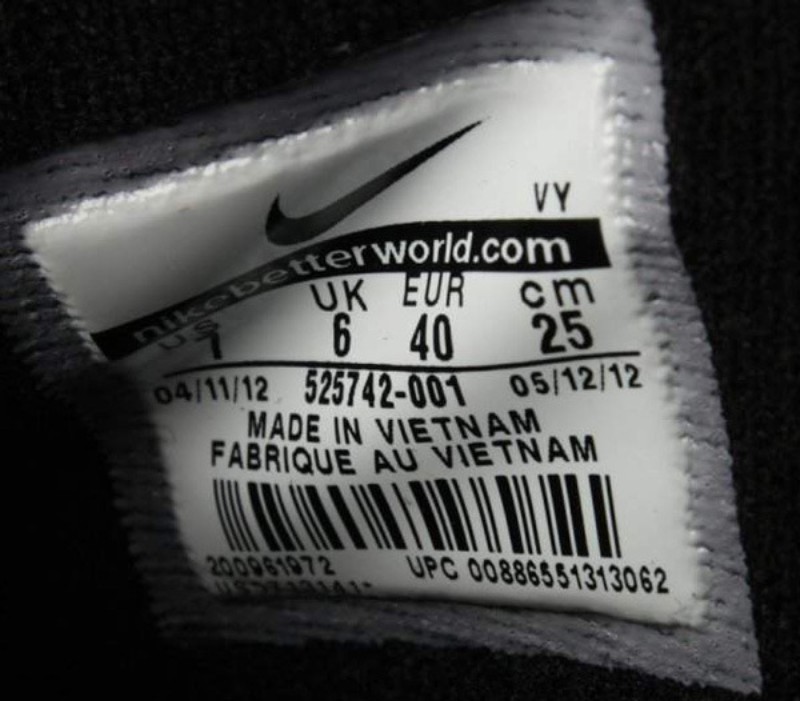 VY
nikebetterworld.com
US UK EUR cm
7 6 40 25
04/11/12 525742-001 05/12/12
MADE IN VIETNAM
FABRIQUE AU VIETNAM
200961972 UPC 00886551313062